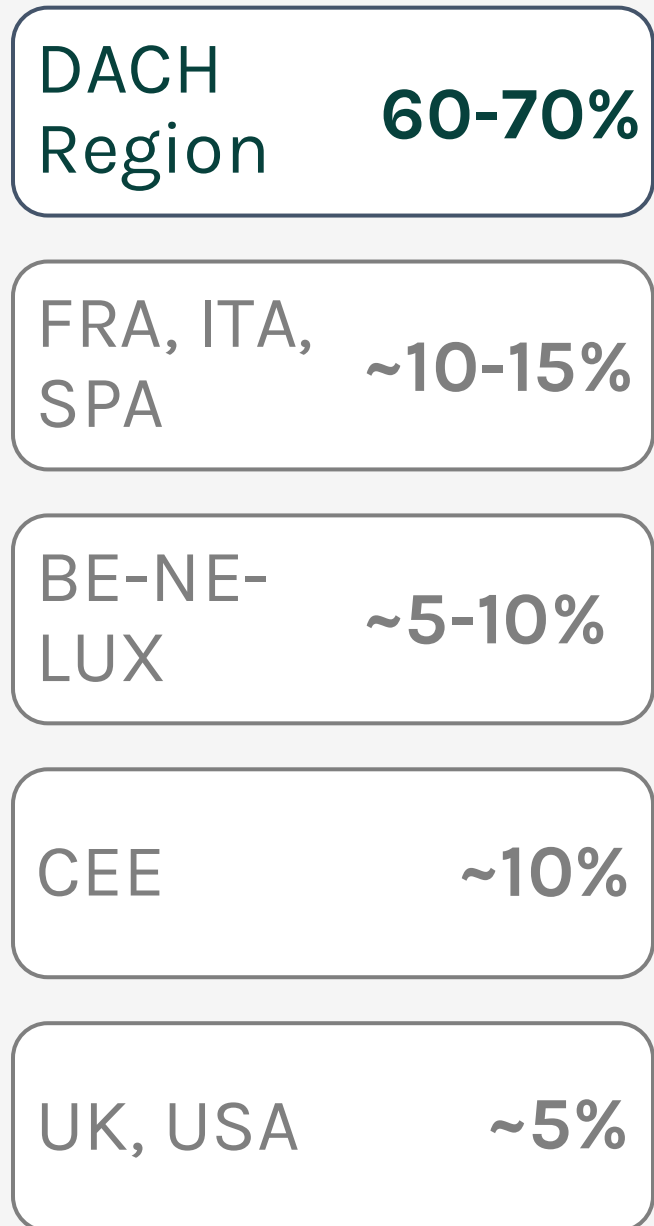 DACH
Region
60-70%
FRA, ITA,
SPA
~10-15%
BE-NE-
LUX
~5-10%
CEE
~10%
UK, USA
~5%